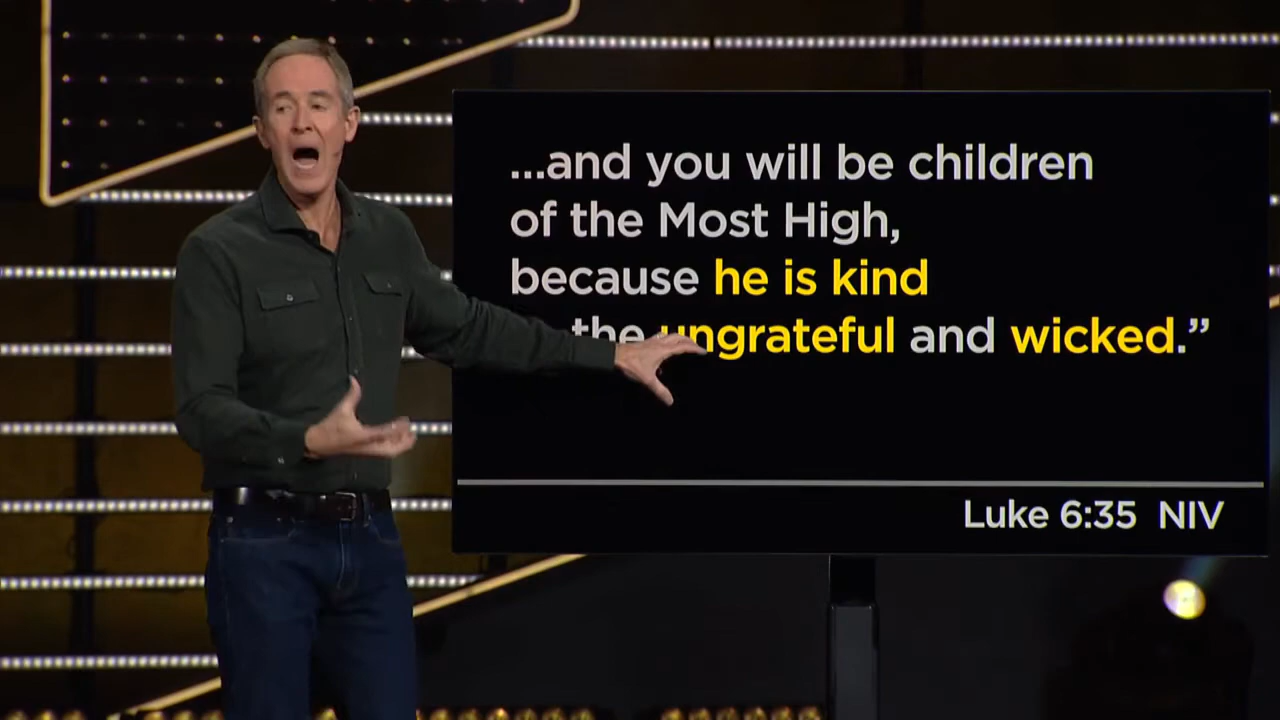 ...and you will be children
of the Most High,
because he is kind
the ungrateful and wicked.”
Luke 6:35 NIV